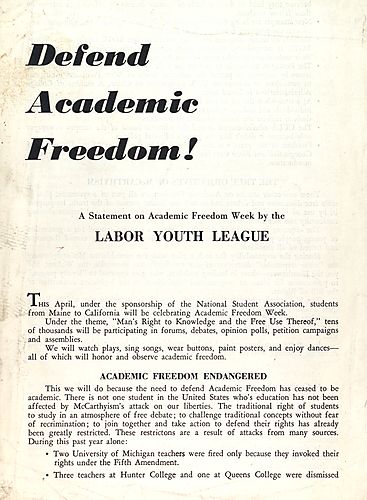 Defend
Academic
Freedom!
A Statement on Academic Freedom Week by the
LABOR YOUTH LEAGUE
THIS April, under the sponsorship of the National Student Association, students
from Maine to California will be celebrating Academic Freedom Week.
Under the theme, "Man's Right to Knowledge and the Free Use Thereof," tens
of thousands will be participating in forums, debates, opinion polls, petition campaigns
and assemblies.
We will watch plays, sing songs, wear buttons, paint posters, and enjoy dances—
all of which will honor and observe academic freedom.
ACADEMIC FREEDOM ENDANGERED
This we will do because the need to defend Academic Freedom has ceased to be
academic. There is not one student in the United States who's education has not been
affected by McCarthyism's attack on our liberties. The traditional right of students
to study in an atmosphere of free debate; to challenge traditional concepts without fear
of recrimination; to join together and take action to defend their rights has already
been greatly restricted. These restrictons are a result of attacks from many sources.
During this past year alone:
• Two University of Michigan teachers were fired only because they invoked their
rights under the Fifth Amendment.
• Three teachers at Hunter College and one at Queens College were dismissed